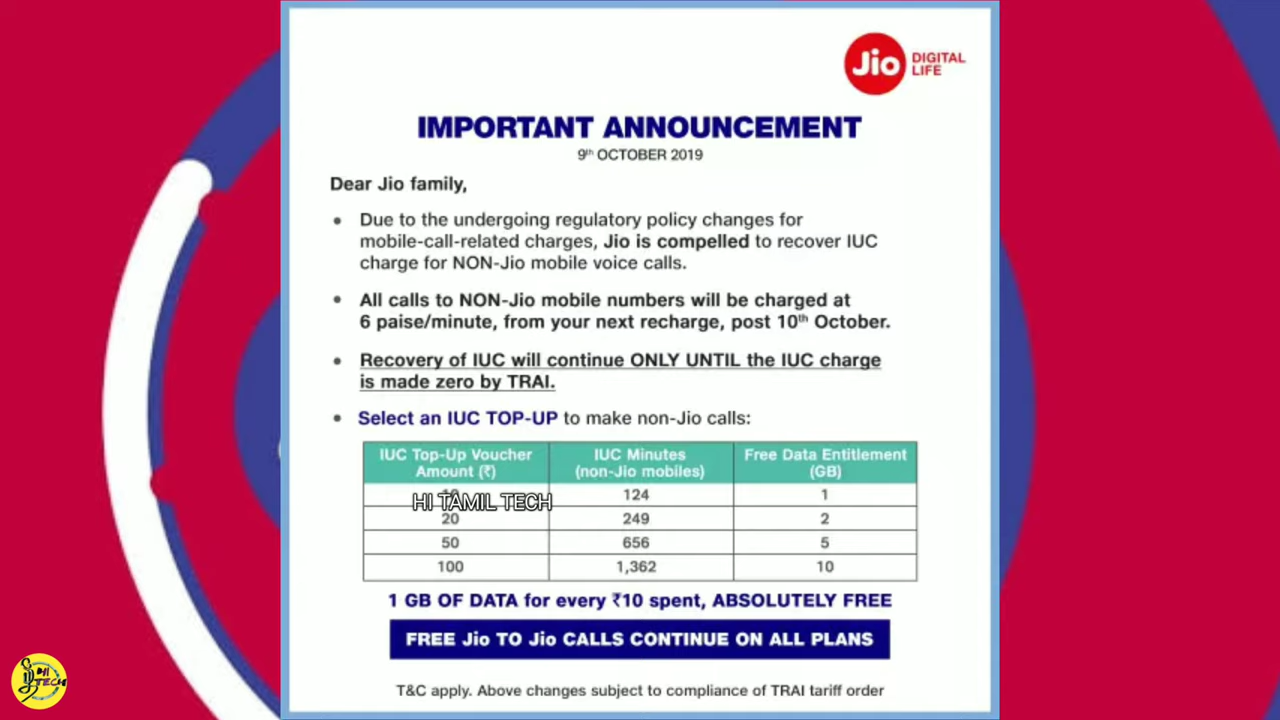 Jio DIGITAL LIFE
IMPORTANT ANNOUNCEMENT
9th OCTOBER 2019
Dear Jio family,
• Due to the undergoing regulatory policy changes for
mobile-call-related charges, Jio is compelled to recover IUC
charge for NON-Jio mobile voice calls.
• All calls to NON-Jio mobile numbers will be charged at
6 paise/minute, from your next recharge, post 10th October.
• Recovery of IUC will continue ONLY UNTIL the IUC charge
is made zero by TRAI.
• Select an IUC TOP-UP to make non-Jio calls:
IUC Top-Up Voucher Amount (₹) IUC Minutes (non-Jio mobiles) Free Data Entitlement (GB)
124 1
HI TAMIL TECH
20 249 2
50 656 5
100 1,362 10
1 GB OF DATA for every ₹10 spent, ABSOLUTELY FREE
FREE Jio TO Jio CALLS CONTINUE ON ALL PLANS
T&C apply. Above changes subject to compliance of TRAI tariff order
HI
TECH